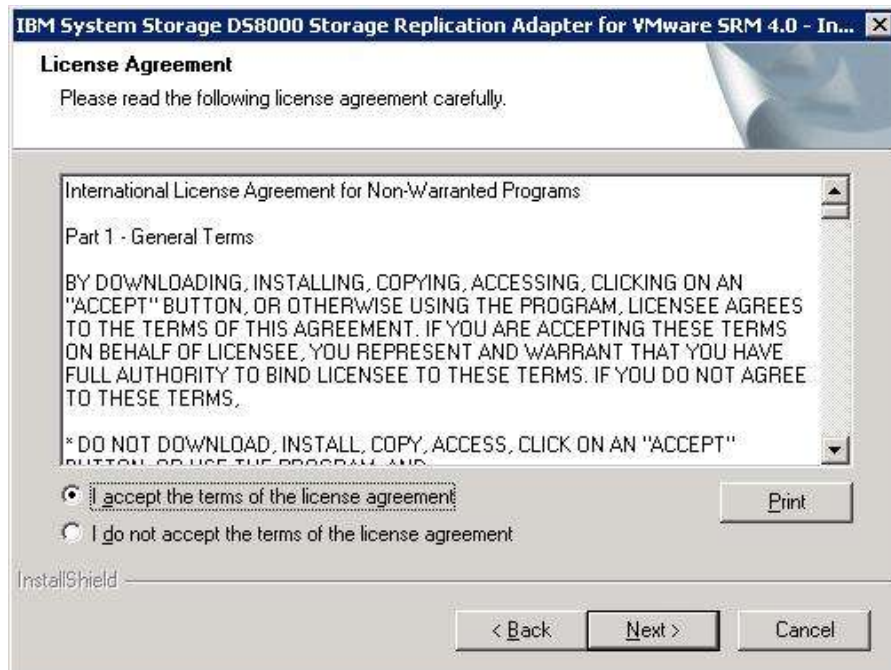 IBM System Storage DS8000 Storage Replication Adapter for VMware SRM 4.0 - In...
License Agreement
Please read the following license agreement carefully.
International License Agreement for Non-Warranted Programs
Part 1 - General Terms
BY DOWNLOADING, INSTALLING, COPYING, ACCESSING, CLICKING ON AN
"ACCEPT" BUTTON, OR OTHERWISE USING THE PROGRAM, LICENSEE AGREES
TO THE TERMS OF THIS AGREEMENT. IF YOU ARE ACCEPTING THESE TERMS
ON BEHALF OF LICENSEE, YOU REPRESENT AND WARRANT THAT YOU HAVE
FULL AUTHORITY TO BIND LICENSEE TO THESE TERMS. IF YOU DO NOT AGREE
TO THESE TERMS,
* DO NOT DOWNLOAD, INSTALL, COPY, ACCESS, CLICK ON AN "ACCEPT"
BUTTON, OR USE THE PROGRAM; AND
I accept the terms of the license agreement
Print
I do not accept the terms of the license agreement
InstallShield
< Back
Next >
Cancel